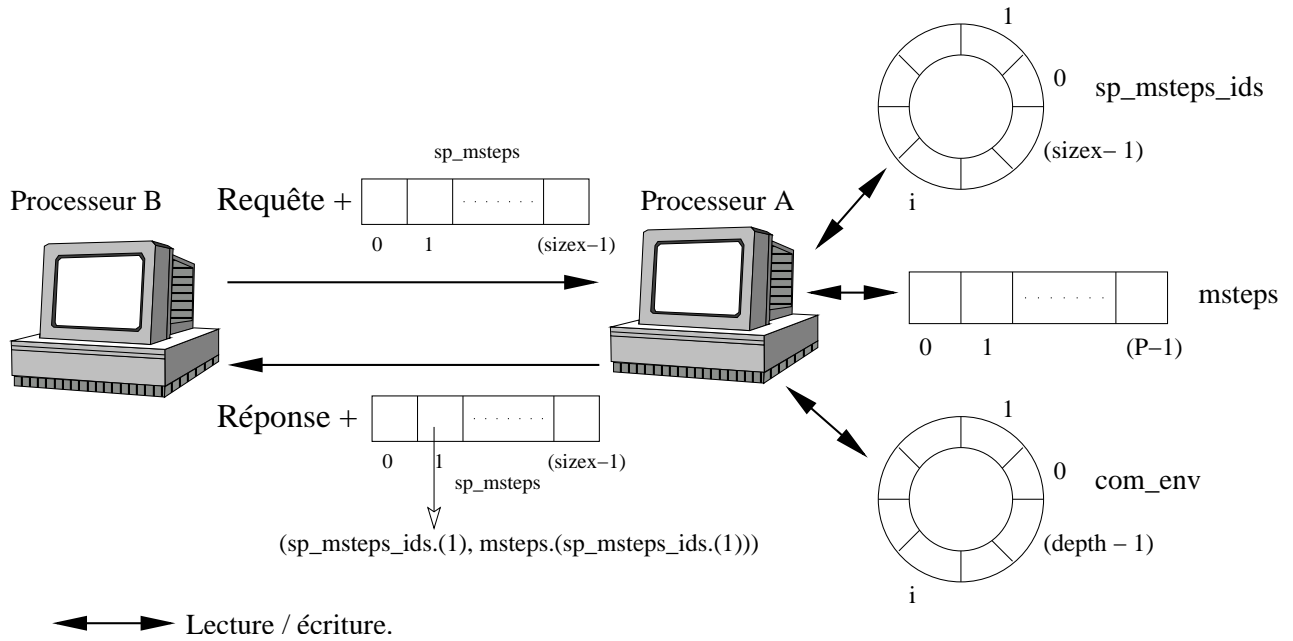 1
0
sp_msteps_ids
(sizex– 1)
i
sp_msteps
Processeur B
Requête +
. . . . . . .
0 1 (sizex–1)
Processeur A
. . . . . . .
msteps
0 1 (P–1)
Réponse +
. . . . . . .
0 1 (sizex–1)
sp_msteps
(sp_msteps_ids.(1), msteps.(sp_msteps_ids.(1)))
1
0
com_env
(depth – 1)
i
Lecture / écriture.